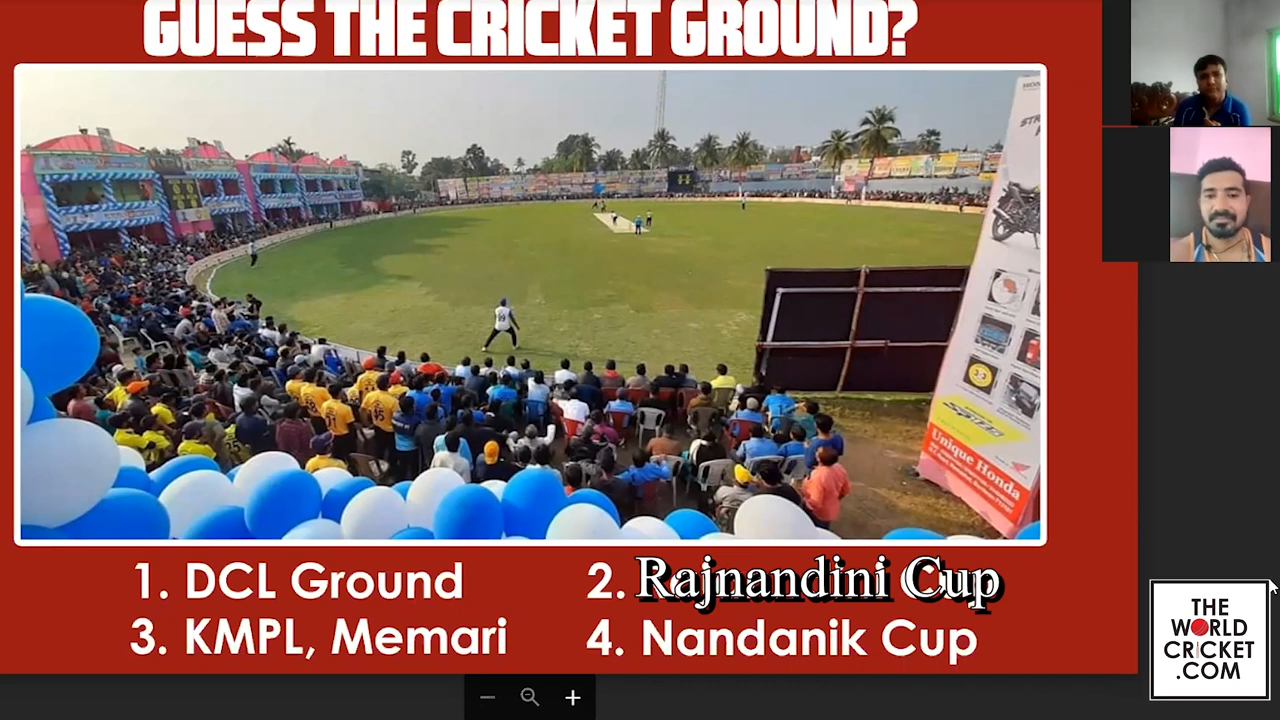 GUESS THE CRICKET GROUND?
Unique Honda
1. DCL Ground
2. Rajnandini Cup
3. KMPL, Memari
4. Nandanik Cup
THE
WORLD
CRICKET
.COM